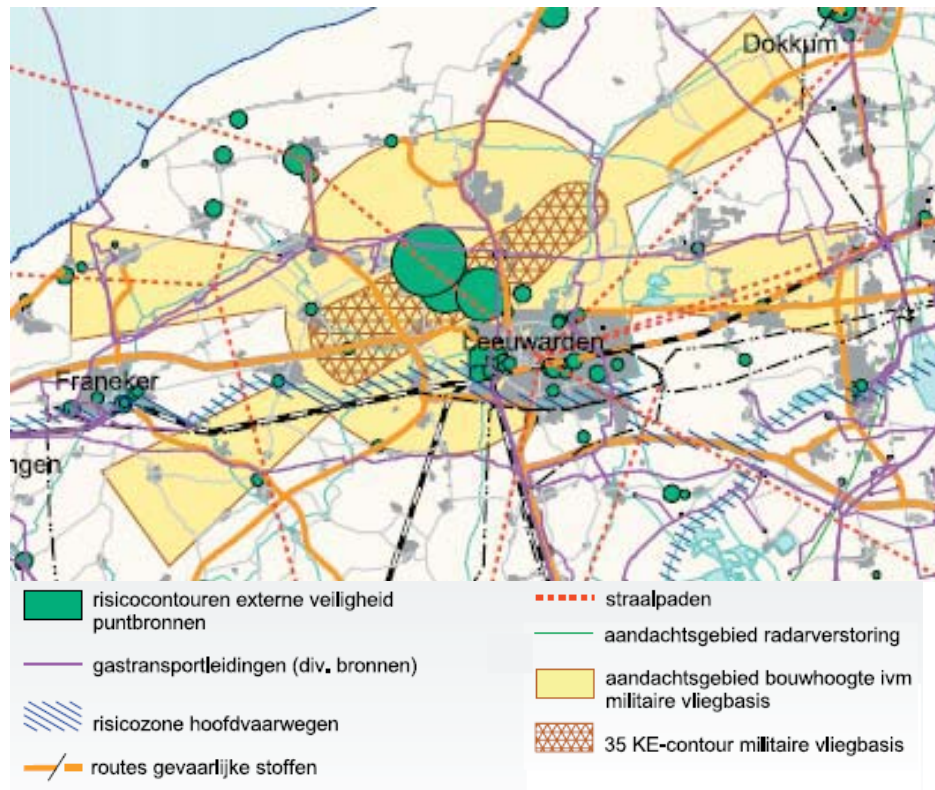 Dokkum
Leeuwarden
Franeker
ngen
risicocontouren externe veiligheid
puntbronnen
gastransportleidingen (div. bronnen)
risicozone hoofdvaarwegen
routes gevaarlijke stoffen
straalpaden
aandachtsgebied radarverstoring
aandachtsgebied bouwhoogte ivm
militaire vliegbasis
35 KE-contour militaire vliegbasis